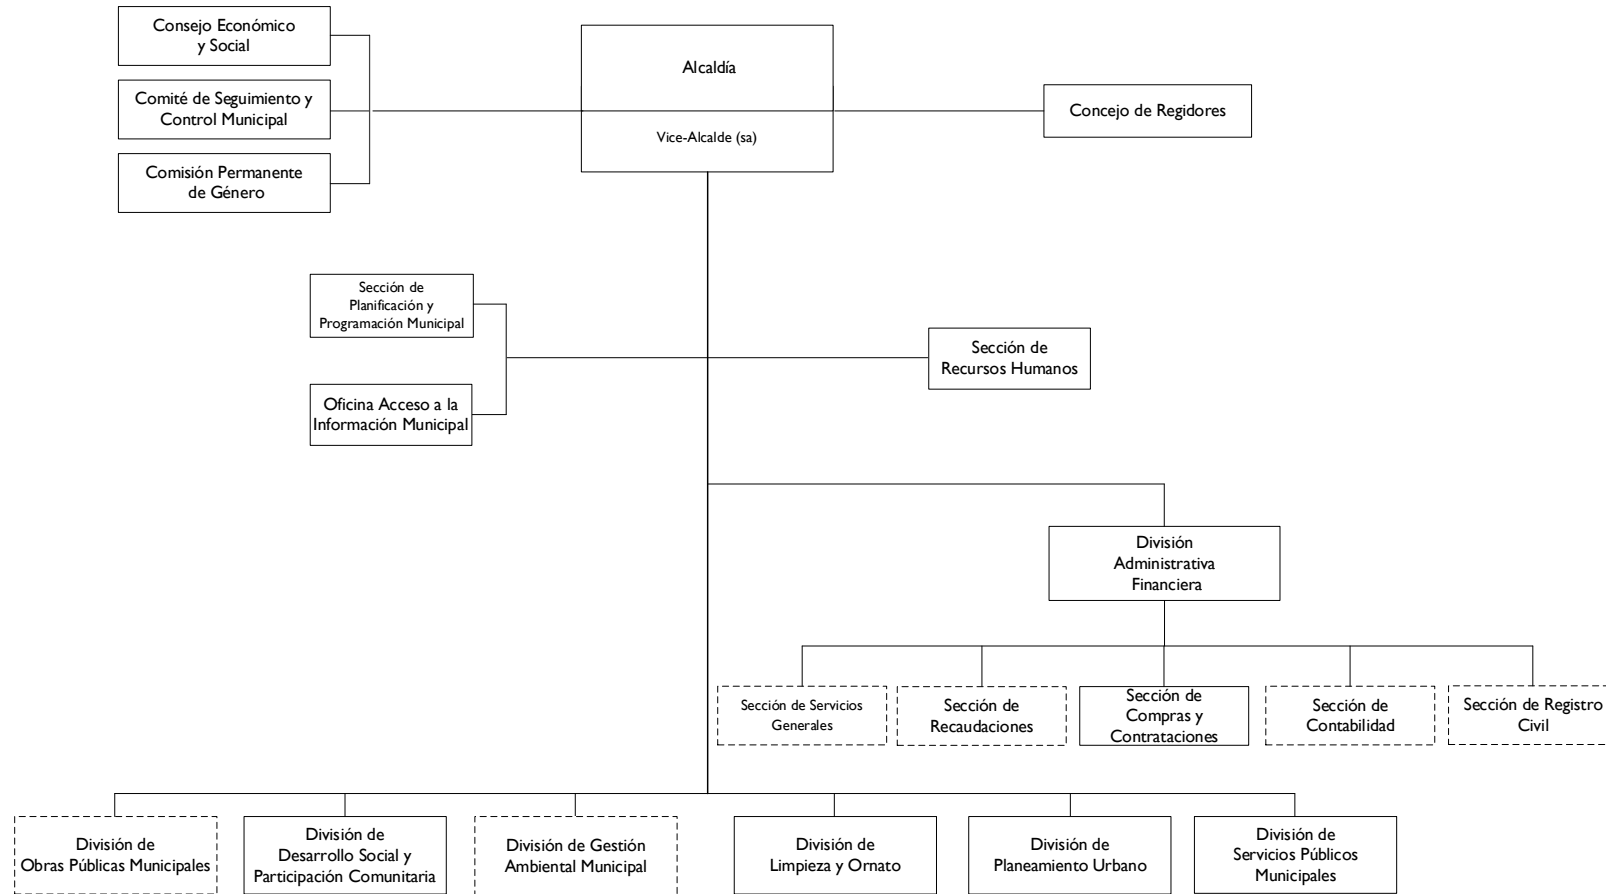 Consejo Económico
y Social
Alcaldía
Comité de Seguimiento y
Control Municipal
Concejo de Regidores
Vice-Alcalde (sa)
Comisión Permanente
de Género
Sección de
Planificación y
Programación Municipal
Sección de
Recursos Humanos
Oficina Acceso a la
Información Municipal
División
Administrativa
Financiera
Sección de Servicios
Generales
Sección de
Recaudaciones
Sección de
Compras y
Contrataciones
Sección de
Contabilidad
Sección de Registro
Civil
División de
Obras Públicas Municipales
División de
Desarrollo Social y
Participación Comunitaria
División de Gestión
Ambiental Municipal
División de
Limpieza y Ornato
División de
Planeamiento Urbano
División de
Servicios Públicos
Municipales